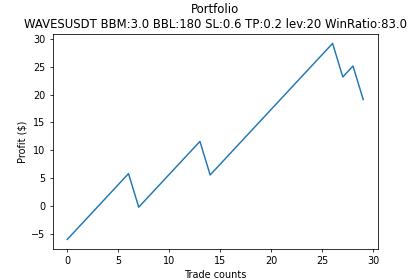 Portfolio
WAVESUSDT BBM:3.0 BBL:180 SL:0.6 TP:0.2 lev:20 WinRatio:83.0
30
25
20
15
10
5
0
−5
Profit ($)
0 5 10 15 20 25 30
Trade counts